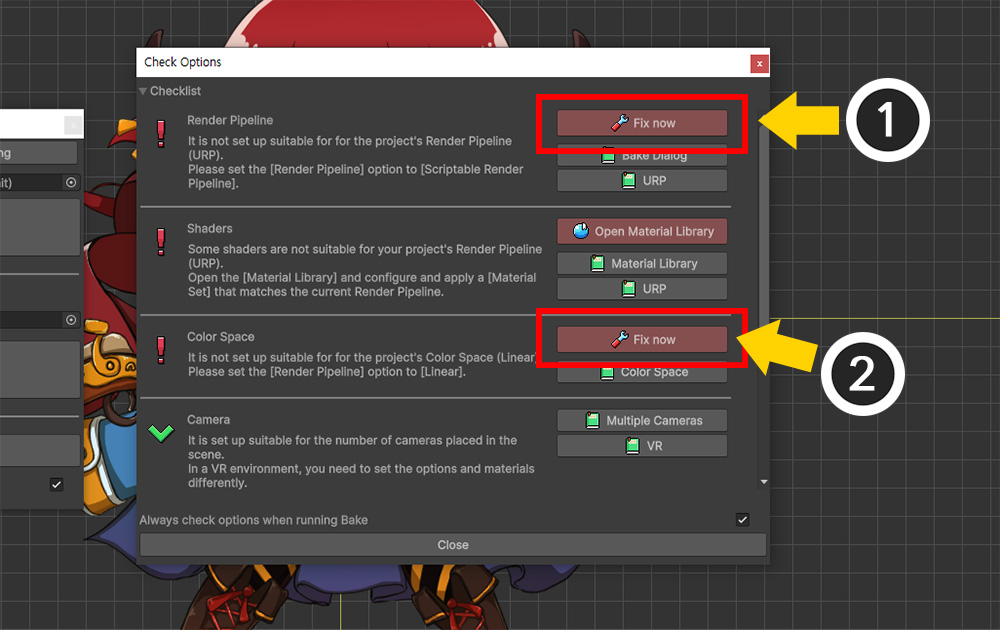 Check Options
x
Checklist
Render Pipeline
It is not set up suitable for for the project's Render Pipeline
(URP).
Please set the [Render Pipeline] option to [Scriptable Render
Pipeline].
Fix now
Bake Dialog
URP
1
Shaders
Some shaders are not suitable for your project's Render Pipeline
(URP).
Open the [Material Library] and configure and apply a [Material
Set] that matches the current Render Pipeline.
Open Material Library
Material Library
URP
Color Space
It is not set up suitable for for the project's Color Space (Linear
Please set the [Render Pipeline] option to [Linear].
Fix now
Color Space
2
Camera
It is set up suitable for the number of cameras placed in the
scene.
In a VR environment, you need to set the options and materials
differently.
Multiple Cameras
VR
Always check options when running Bake
Close